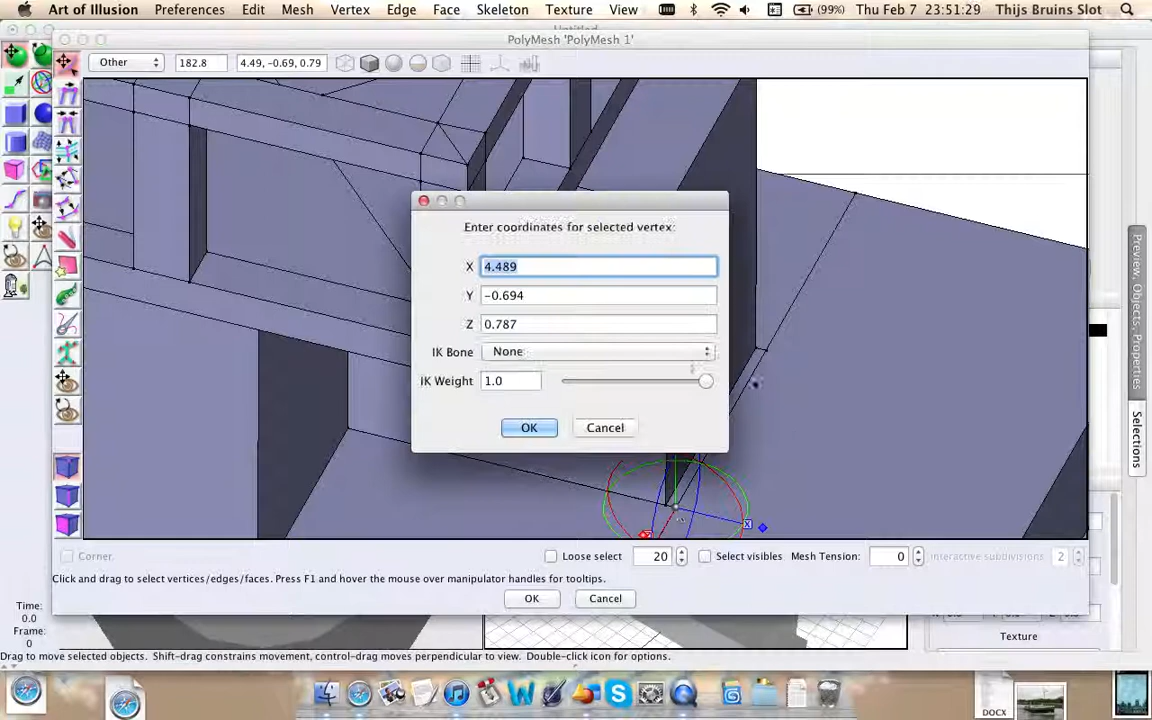 Art of Illusion Preferences Edit Mesh Vertex Edge Face Skeleton Texture View (99%) Thu Feb 7 23:51:29 Thijs Bruins Slot
Untitled
PolyMesh 'PolyMesh 1'
Other 182.8 4.49, -0.69, 0.79
Enter coordinates for selected vertex:
X 4.489
Y -0.694
Z 0.787
IK Bone None
IK Weight 1.0
OK Cancel
X
Preview, Objects, Properties
Selections
Corner. Loose select 20 Select visibles Mesh Tension: 0 Interactive subdivisions 2
Click and drag to select vertices/edges/faces. Press F1 and hover the mouse over manipulator handles for tooltips.
OK Cancel
Time:
0.0
Frame:
0
Texture
Drag to move selected objects. Shift-drag constrains movement, control-drag moves perpendicular to view. Double-click icon for options.
DOCX